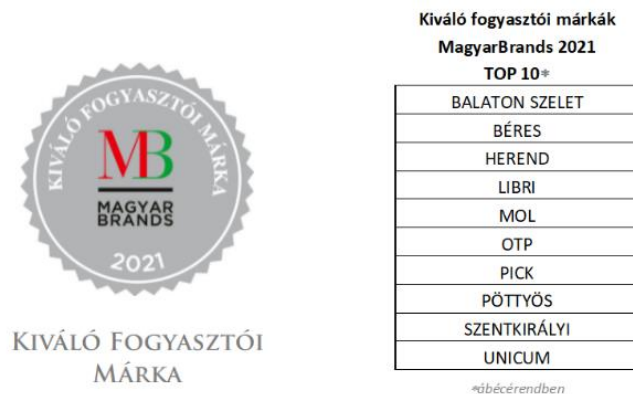 KIVÁLÓ FOGYASZTÓI MÁRKA
MB
MAGYAR
BRANDS
2021
KIVÁLÓ FOGYASZTÓI
MÁRKA
Kiváló fogyasztói márkák
MagyarBrands 2021
TOP 10*
BALATON SZELET
BÉRES
HEREND
LIBRI
MOL
OTP
PICK
PÖTTYÖS
SZENTKIRÁLYI
UNICUM
*ábécérendben